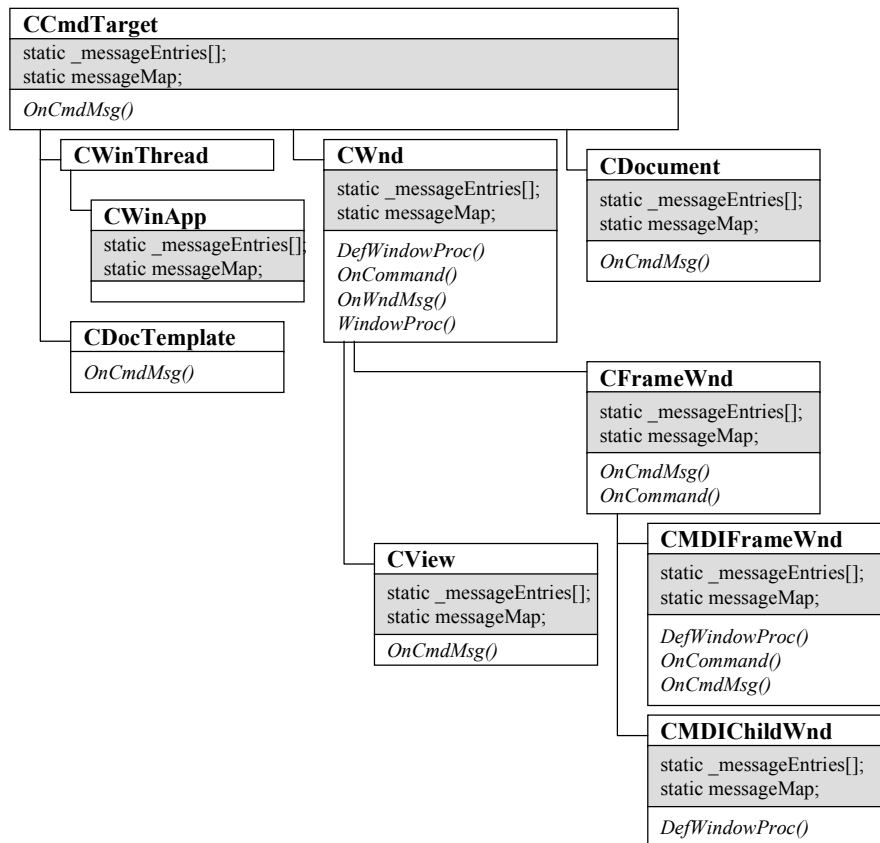 CCmdTarget
static _messageEntries[];
static messageMap;
OnCmdMsg()
CWinThread
CWinApp
static _messageEntries[];
static messageMap;
CDocTemplate
OnCmdMsg()
CWnd
static _messageEntries[];
static messageMap;
DefWindowProc()
OnCommand()
OnWndMsg()
WindowProc()
CDocument
static _messageEntries[];
static messageMap;
OnCmdMsg()
CFrameWnd
static _messageEntries[];
static messageMap;
OnCmdMsg()
OnCommand()
CView
static _messageEntries[];
static messageMap;
OnCmdMsg()
CMDIFrameWnd
static _messageEntries[];
static messageMap;
DefWindowProc()
OnCommand()
OnCmdMsg()
CMDIChildWnd
static _messageEntries[];
static messageMap;
DefWindowProc()